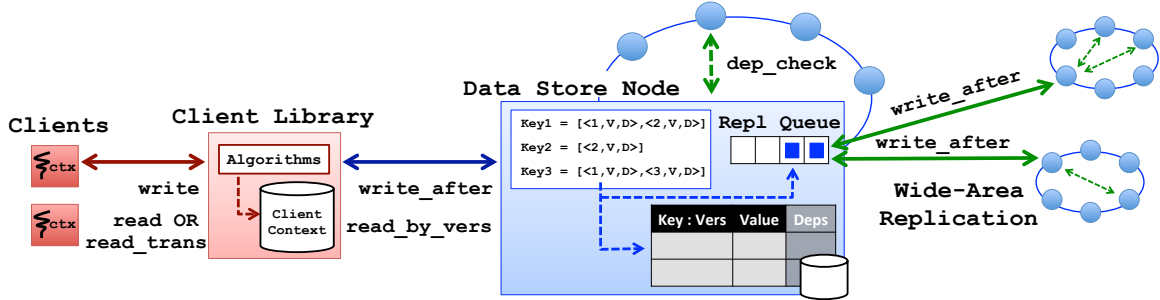 dep_check
Data Store Node
Client Library
Clients
ctx
ctx
Algorithms
Client
Context
write
read OR
read_trans
write_after
read_by_vers
Key1 = [<1,V,D>,<2,V,D>]
Key2 = [<2,V,D>]
Key3 = [<1,V,D>,<3,V,D>]
Repl Queue
Key : Vers Value Deps
write_after
write_after
Wide-Area
Replication